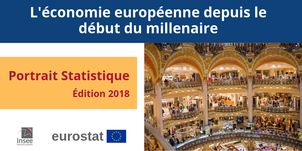 L'économie européenne depuis le
début du millenaire
Portrait Statistique
Édition 2018
Insee
eurostat